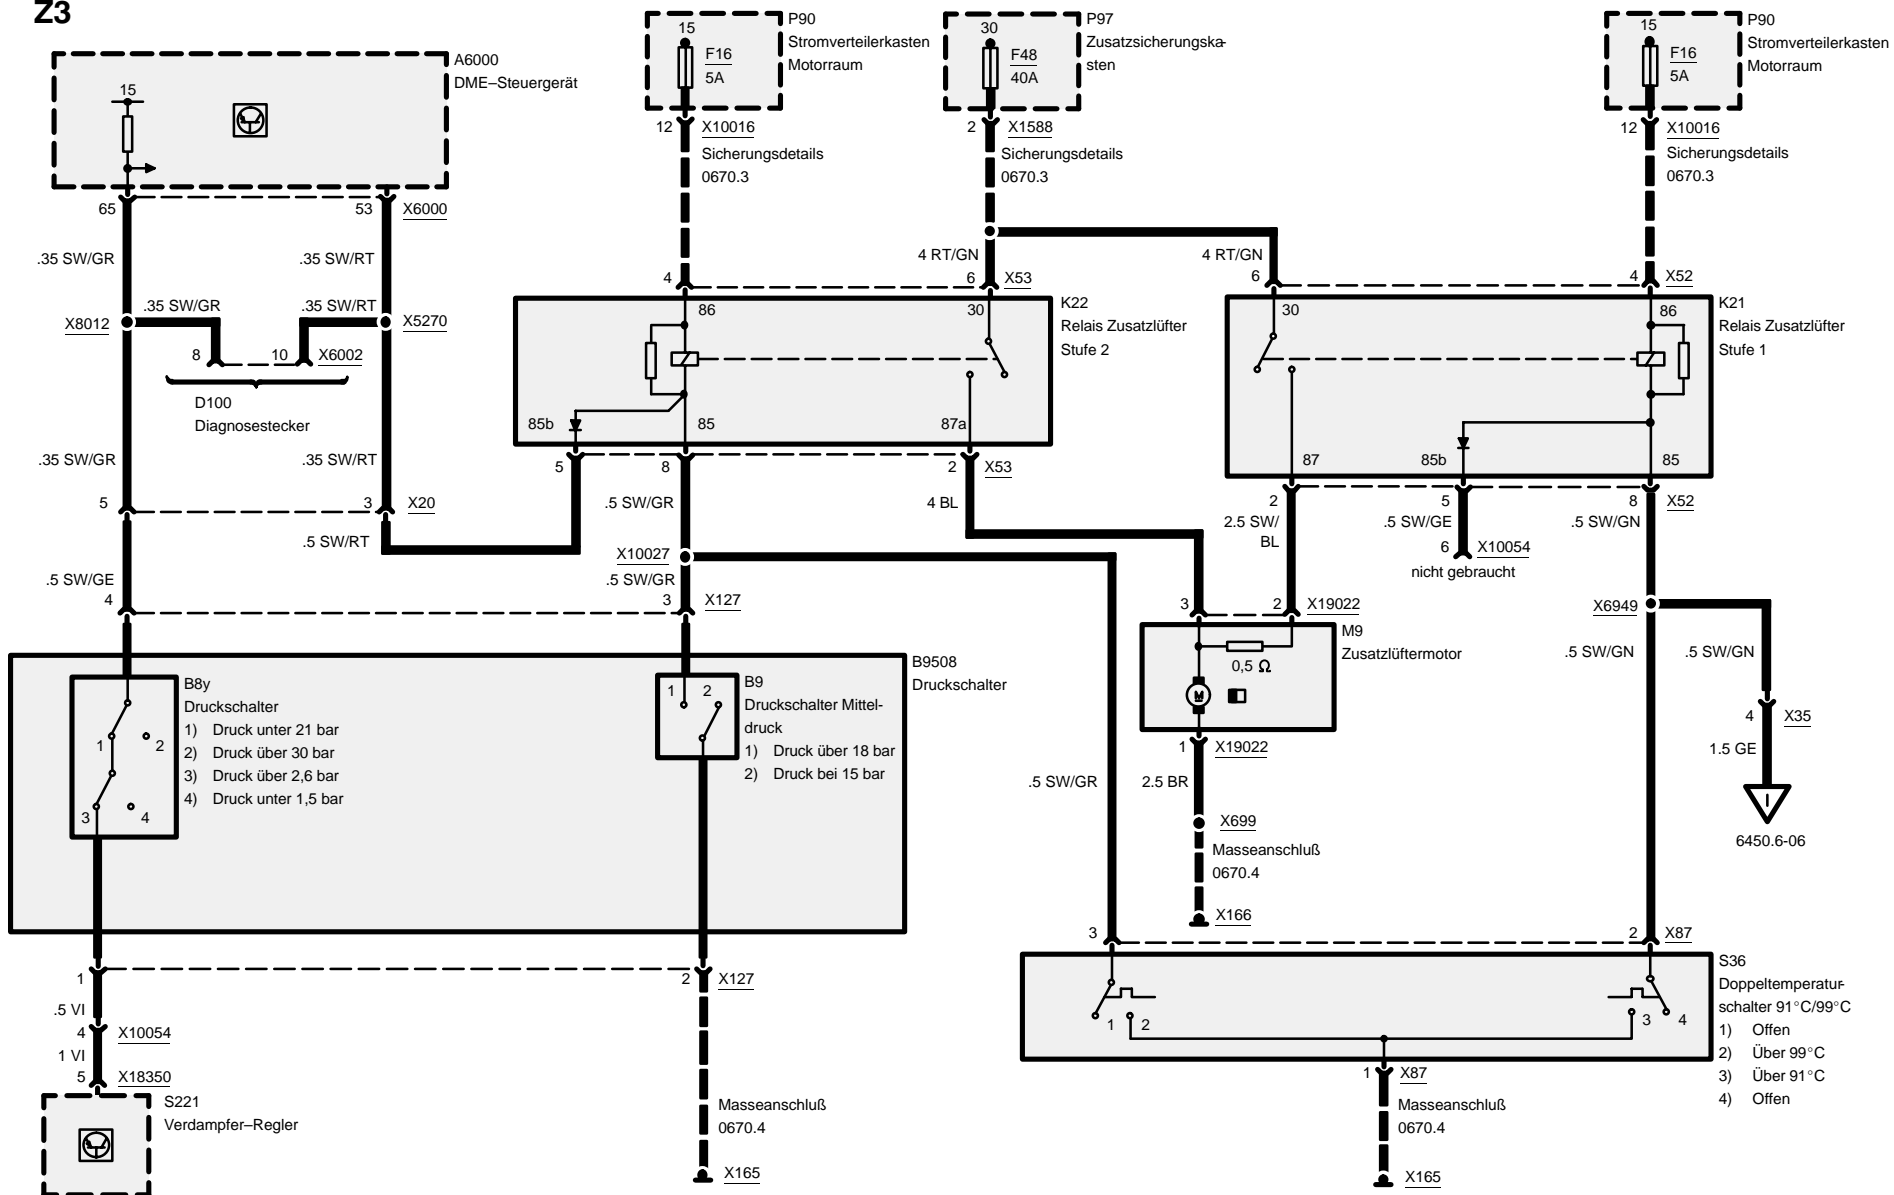 Z3
A6000
DME–Steuergerät
15
65
53
X6000
.35 SW/GR
.35 SW/RT
.35 SW/GR
.35 SW/RT
X8012
X5270
8
10
X6002
D100
Diagnosestecker
.35 SW/GR
.35 SW/RT
5
3
X20
.5 SW/RT
.5 SW/GE
4
P90
Stromverteilerkasten
Motorraum
15
F16
5A
12
X10016
Sicherungsdetails
0670.3
P97
Zusatzsicherungska-
sten
30
F48
40A
2
X1588
Sicherungsdetails
0670.3
4 RT/GN
4 RT/GN
P90
Stromverteilerkasten
Motorraum
15
F16
5A
12
X10016
Sicherungsdetails
0670.3
4
6
X53
K22
Relais Zusatzlüfter
Stufe 2
86
30
85b
85
87a
5
8
2
X53
.5 SW/GR
4 BL
X10027
.5 SW/GR
3
X127
6
4
X52
K21
Relais Zusatzlüfter
Stufe 1
30
86
87
85b
85
2
5
8
X52
2.5 SW/
BL
.5 SW/GE
.5 SW/GN
6
X10054
nicht gebraucht
X6949
.5 SW/GN
.5 SW/GN
4
X35
1.5 GE
I
6450.6-06
3
2
X19022
M9
Zusatzlüftermotor
0,5 Ω
M
1
X19022
2.5 BR
.5 SW/GR
X699
Masseanschluß
0670.4
X166
B9508
Druckschalter
B8y
Druckschalter
1) Druck unter 21 bar
2) Druck über 30 bar
3) Druck über 2,6 bar
4) Druck unter 1,5 bar
1
2
3
4
B9
Druckschalter Mittel-
druck
1) Druck über 18 bar
2) Druck bei 15 bar
1
2
1
2
X127
.5 VI
4
X10054
1 VI
5
X18350
S221
Verdampfer–Regler
Masseanschluß
0670.4
X165
3
2
X87
S36
Doppeltemperatur-
schalter 91°C/99°C
1) Offen
2) Über 99°C
3) Über 91°C
4) Offen
1
2
3
4
1
X87
Masseanschluß
0670.4
X165